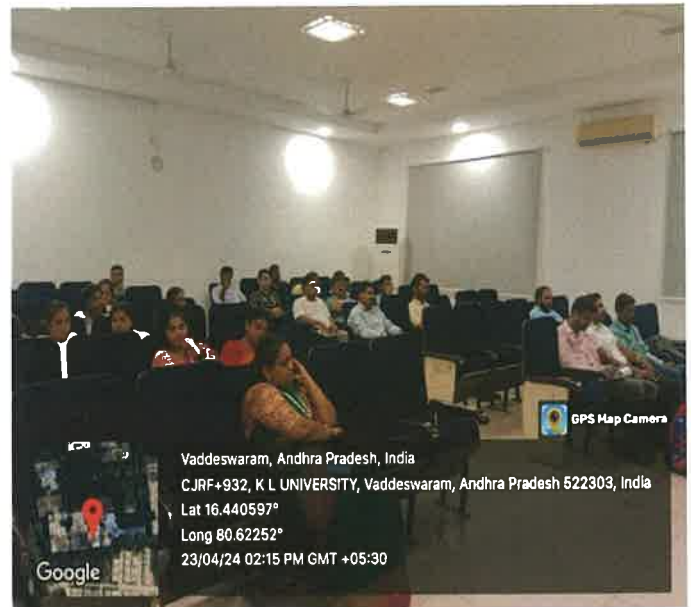 GPS Map Camera
Vaddeswaram, Andhra Pradesh, India
CJRF+932, K L UNIVERSITY, Vaddeswaram, Andhra Pradesh 522303, India
Lat 16.440597°
Long 80.62252°
23/04/24 02:15 PM GMT +05:30
Google